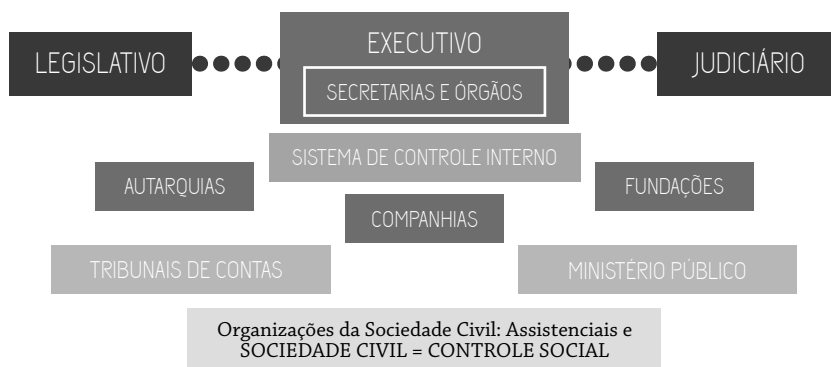 LEGISLATIVO
EXECUTIVO
JUDICIÁRIO
SECRETARIAS E ÓRGÃOS
SISTEMA DE CONTROLE INTERNO
AUTARQUIAS
FUNDAÇÕES
COMPANHIAS
TRIBUNAIS DE CONTAS
MINISTÉRIO PÚBLICO
Organizações da Sociedade Civil: Assistenciais e
SOCIEDADE CIVIL = CONTROLE SOCIAL